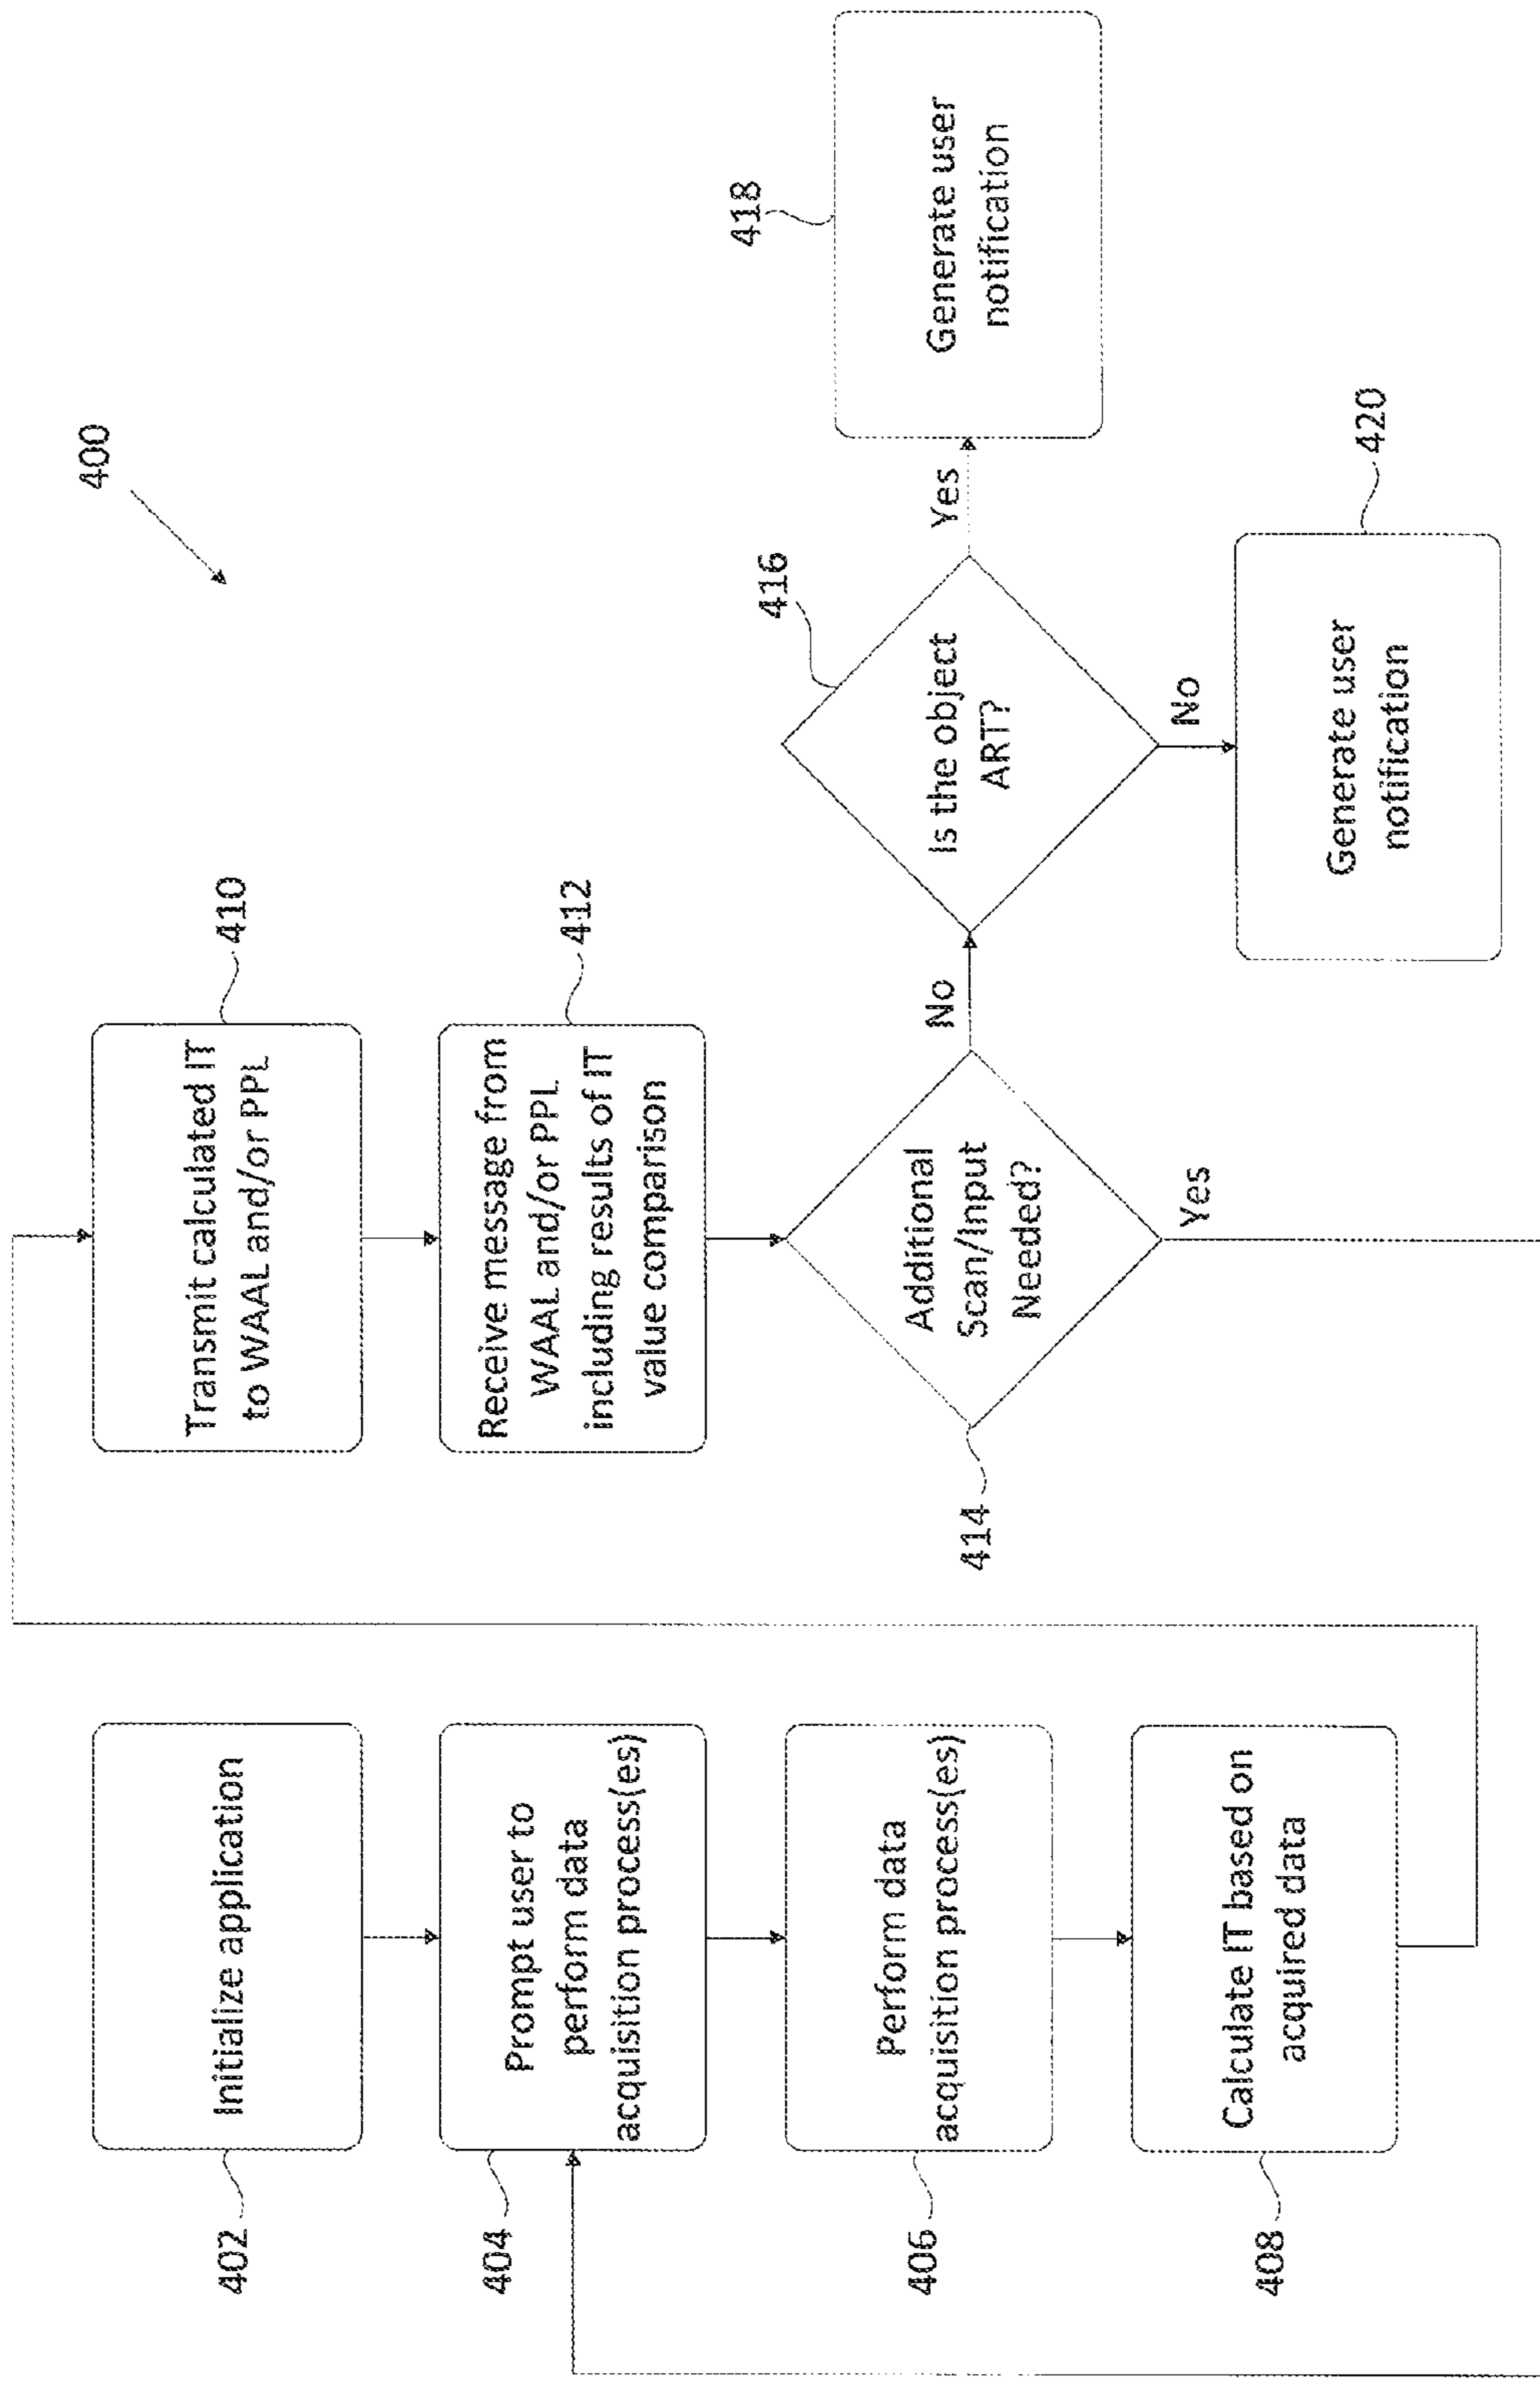 400
402
Initialize application
404
Prompt user to
perform data
acquisition process(es)
406
Perform data
acquisition process(es)
408
Calculate IT based on
acquired data
410
Transmit calculated IT
to WAAL and/or PPL
412
Receive message from
WAAL and/or PPL
including results of IT
value comparison
414
Additional
Scan/Input
Needed?
Yes
No
416
Is the object
ART?
Yes
No
418
Generate user
notification
420
Generate user
notification